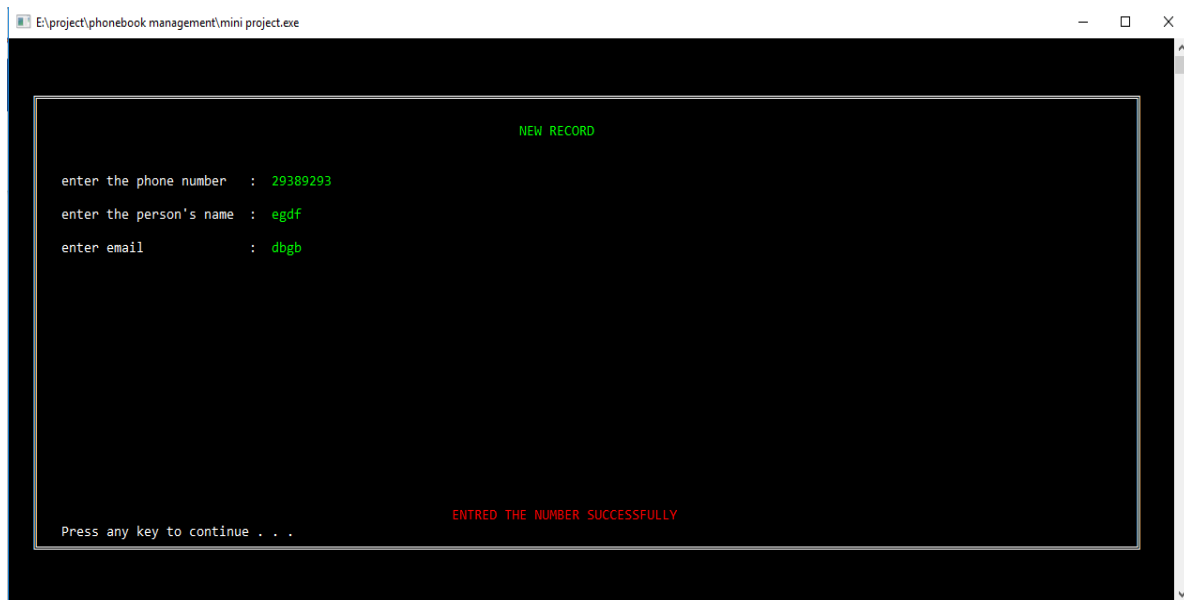 E:\project\phonebook management\mini project.exe
NEW RECORD
enter the phone number : 29389293
enter the person's name : egdf
enter email : dbgb
ENTRED THE NUMBER SUCCESSFULLY
Press any key to continue . . .